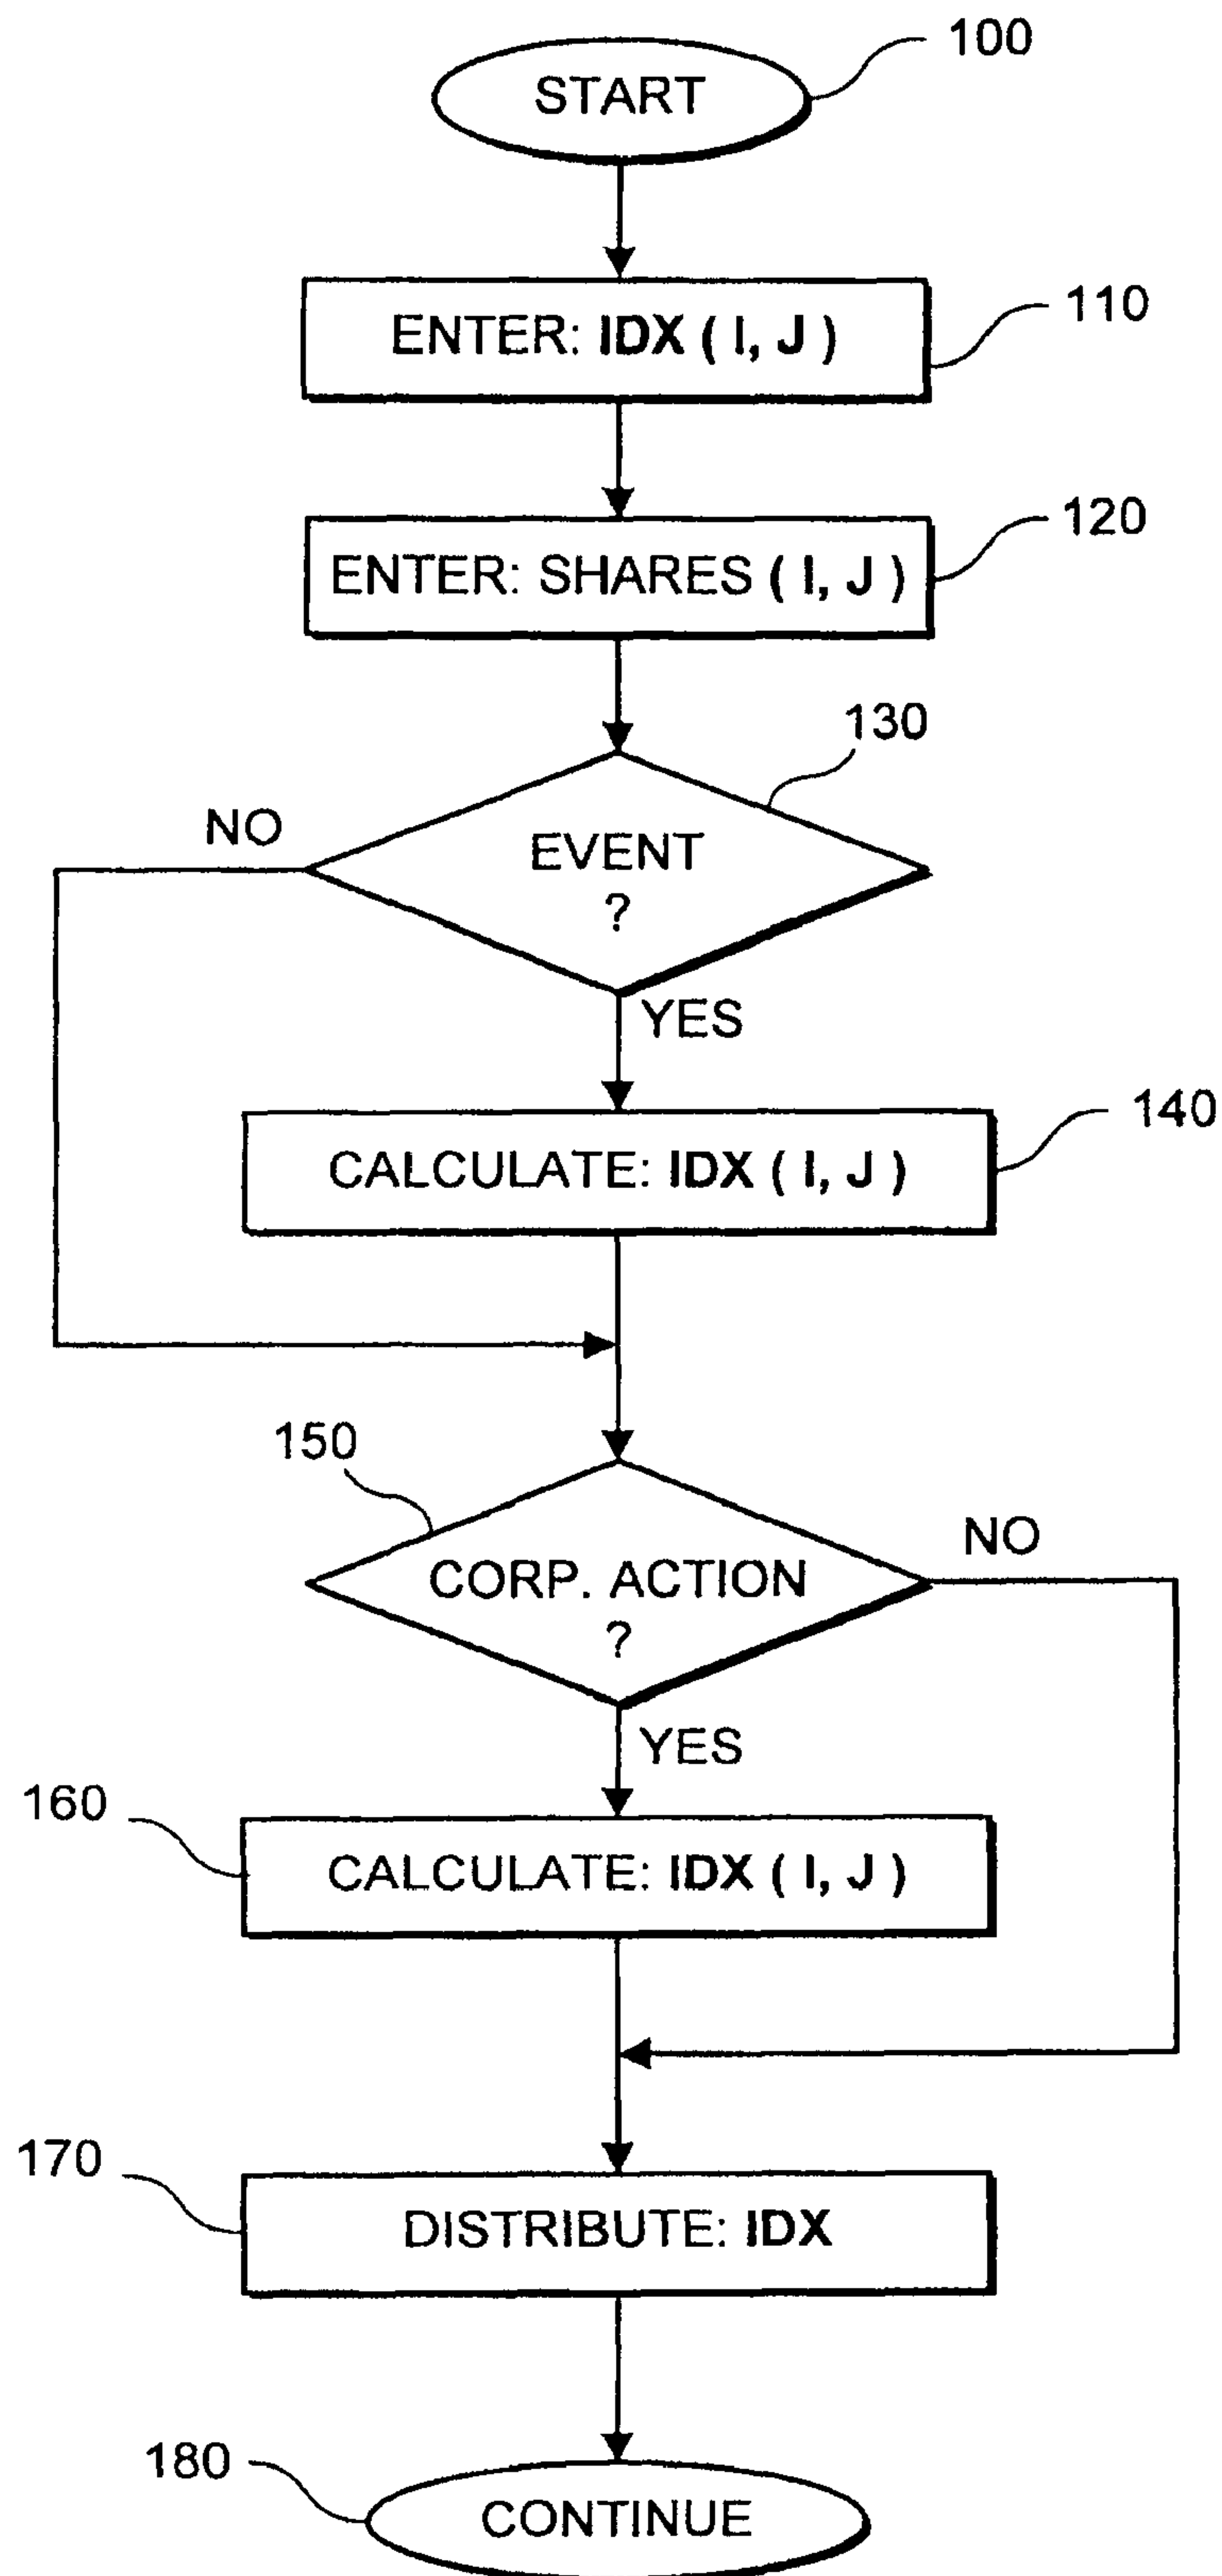 100
START
ENTER: IDX ( I, J )
110
120
ENTER: SHARES ( I, J )
130
NO
EVENT
?
YES
140
CALCULATE: IDX ( I, J )
150
NO
CORP. ACTION
?
YES
160
CALCULATE: IDX ( I, J )
170
DISTRIBUTE: IDX
180
CONTINUE